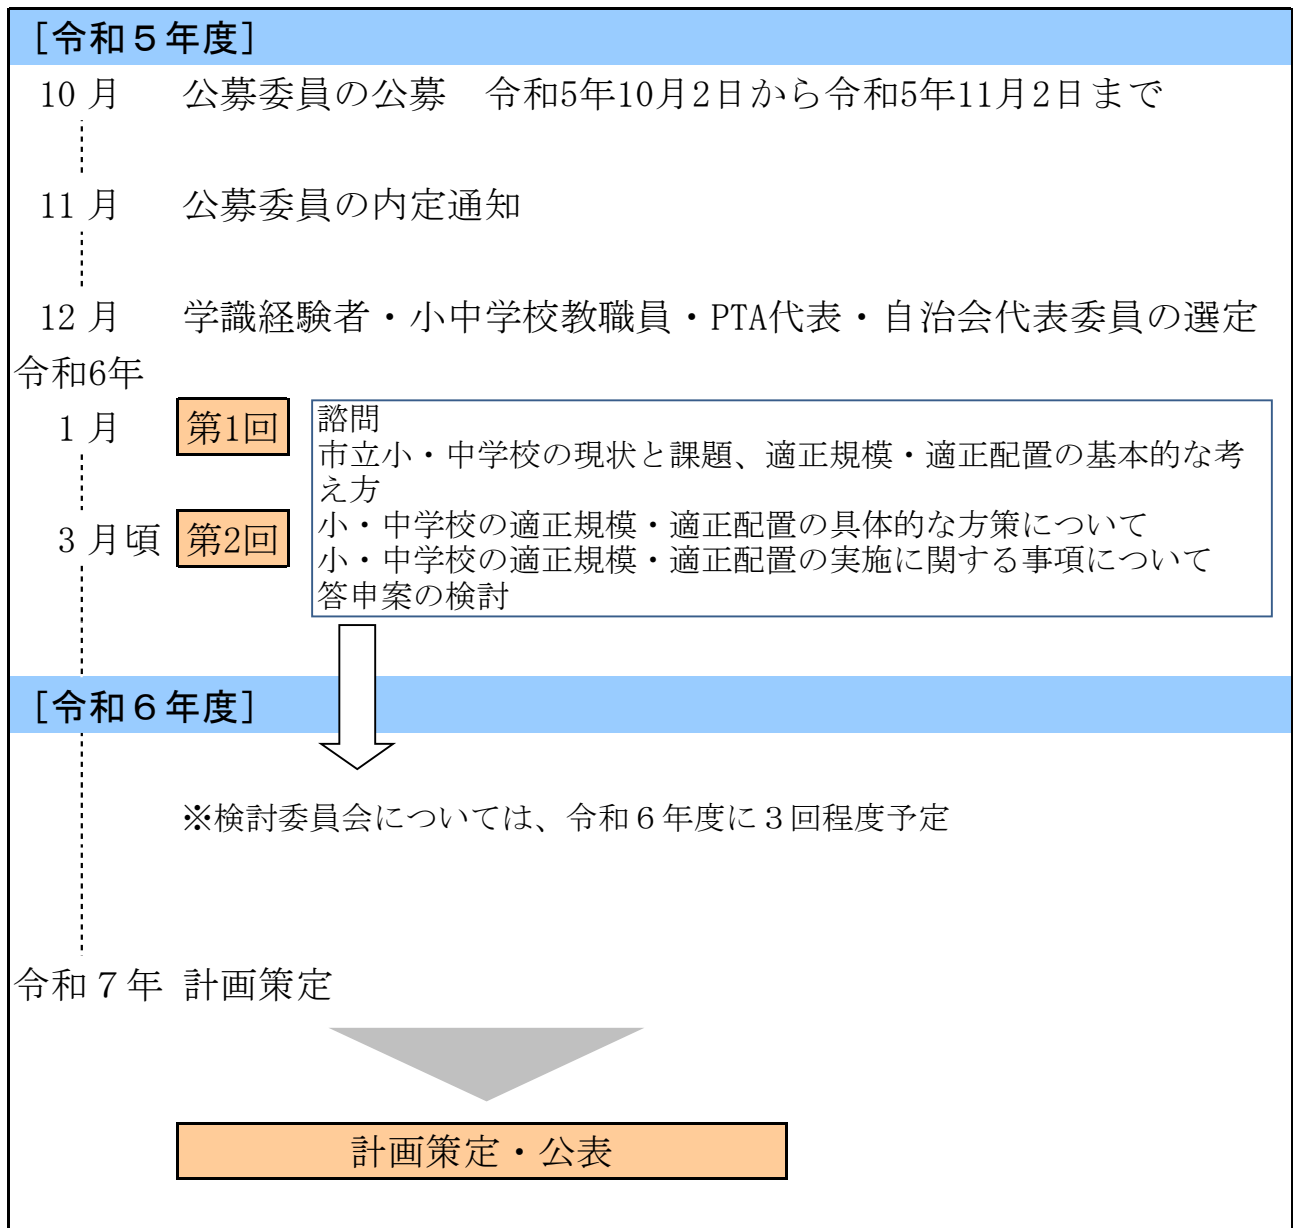 ［令和５年度］
10 月 公募委員の公募　令和5年10月2日から令和5年11月2日まで
11 月 公募委員の内定通知
12 月 学識経験者・小中学校教職員・PTA代表・自治会代表委員の選定
令和6年
1 月 第1回
諮問
市立小・中学校の現状と課題、適正規模・適正配置の基本的な考
え方
小・中学校の適正規模・適正配置の具体的な方策について
小・中学校の適正規模・適正配置の実施に関する事項について
答申案の検討
3 月頃 第2回
［令和６年度］
※検討委員会については、令和６年度に３回程度予定
令和７年 計画策定
計画策定・公表